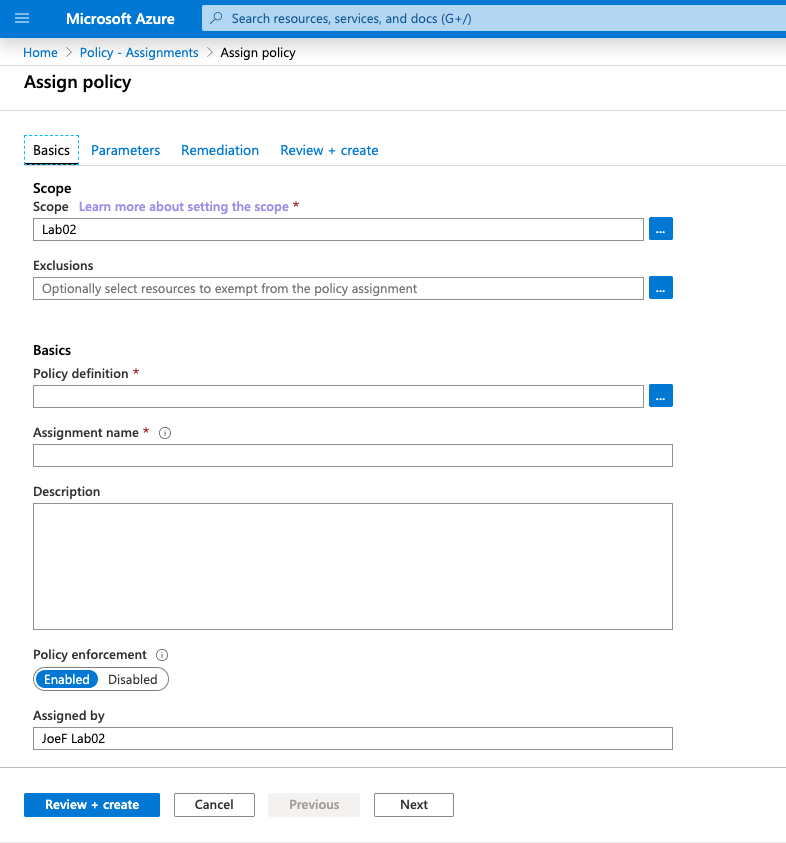 Microsoft Azure Search resources, services, and docs (G+/)
Home > Policy - Assignments > Assign policy
Assign policy
Basics Parameters Remediation Review + create
Scope
Scope Learn more about setting the scope *
Lab02 ...
Exclusions
Optionally select resources to exempt from the policy assignment ...
Basics
Policy definition *
...
Assignment name *
Description
Policy enforcement
Enabled Disabled
Assigned by
JoeF Lab02
Review + create Cancel Previous Next